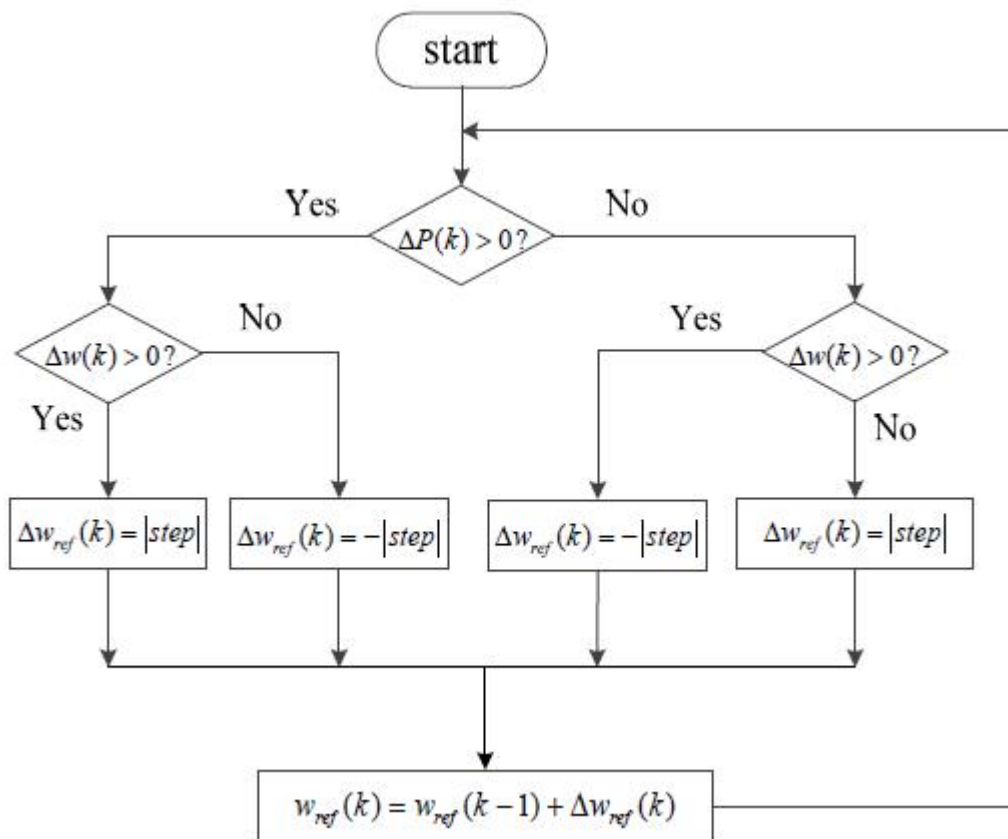 start
Yes
No
ΔP(k) > 0?
No
Yes
Δw(k) > 0?
Δw(k) > 0?
Yes
No
Δw_ref(k) = |step|
Δw_ref(k) = −|step|
Δw_ref(k) = −|step|
Δw_ref(k) = |step|
w_ref(k) = w_ref(k−1) + Δw_ref(k)